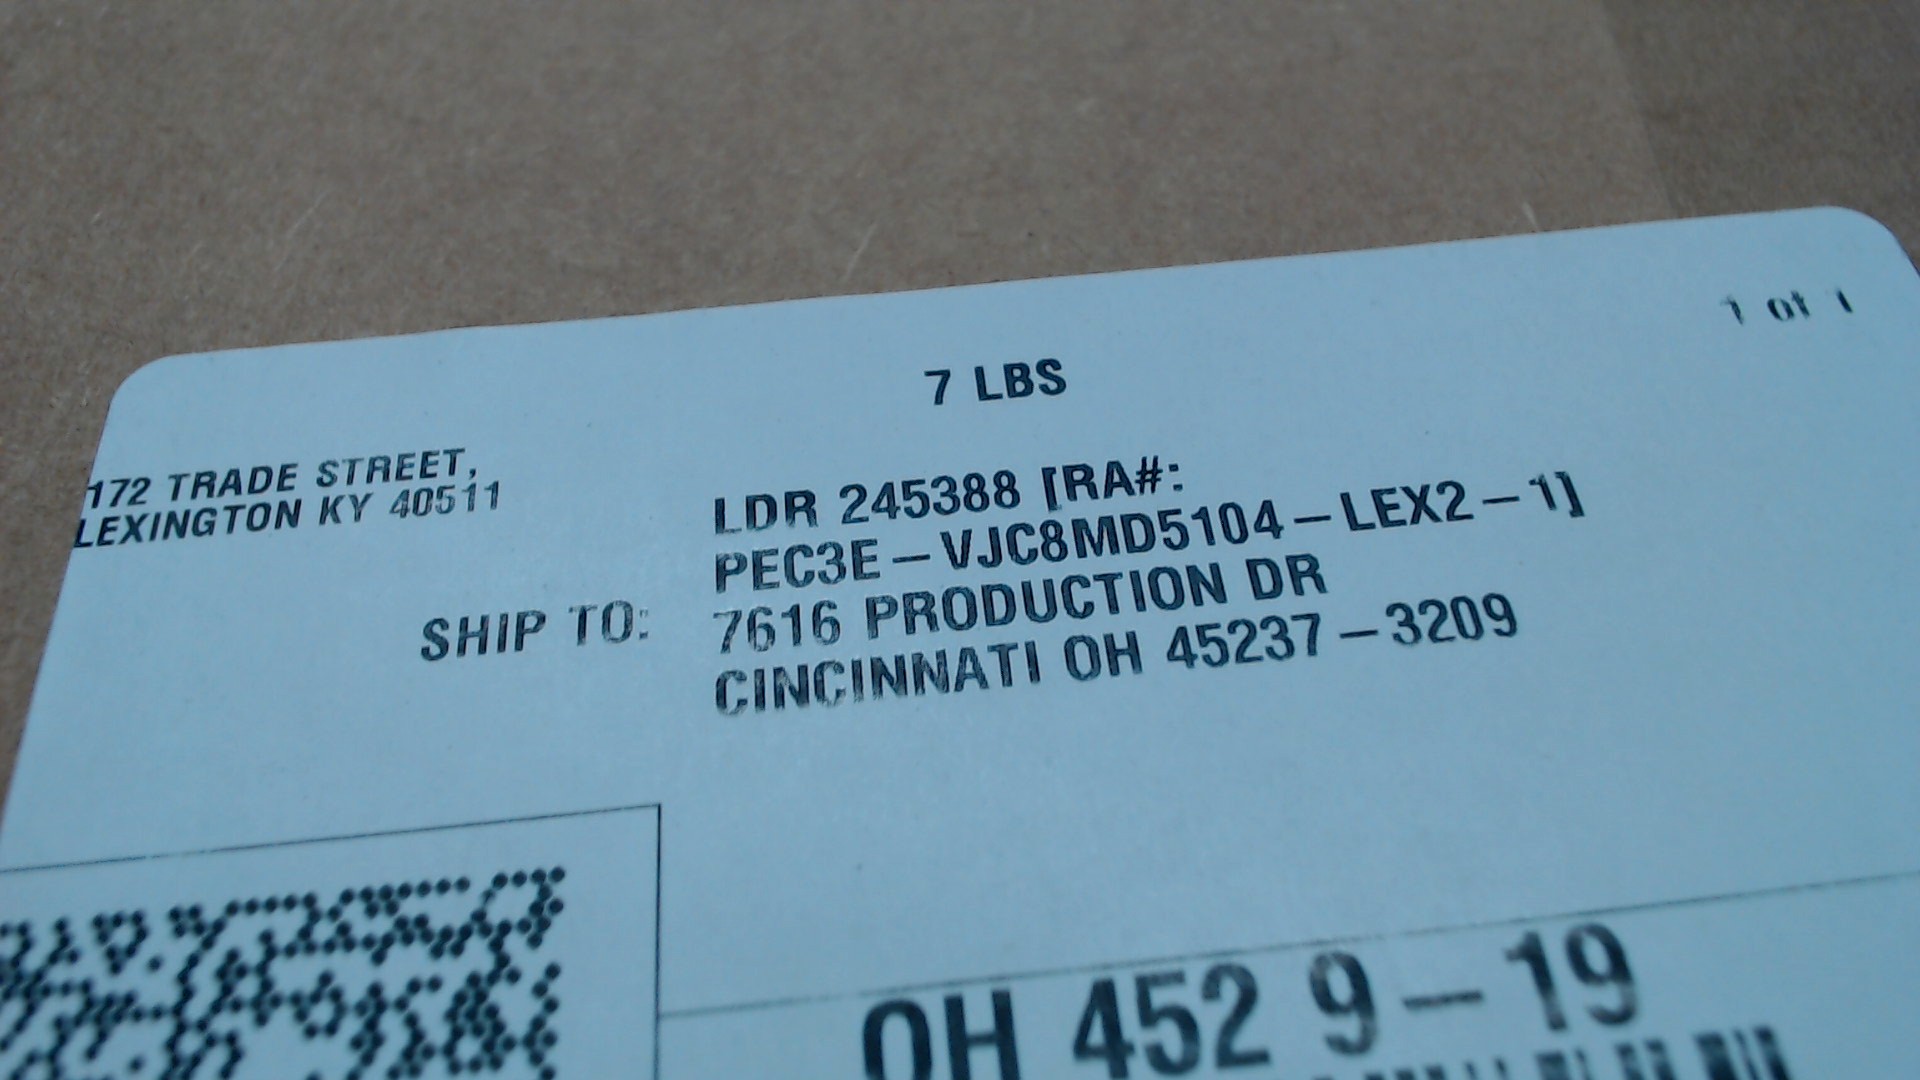 1 of 1
7 LBS
172 TRADE STREET,
LEXINGTON KY 40511
SHIP TO:
LDR 245388 [RA#:
PEC3E-VJC8MD5104-LEX2-1]
7616 PRODUCTION DR
CINCINNATI OH 45237-3209
OH 452 9-19